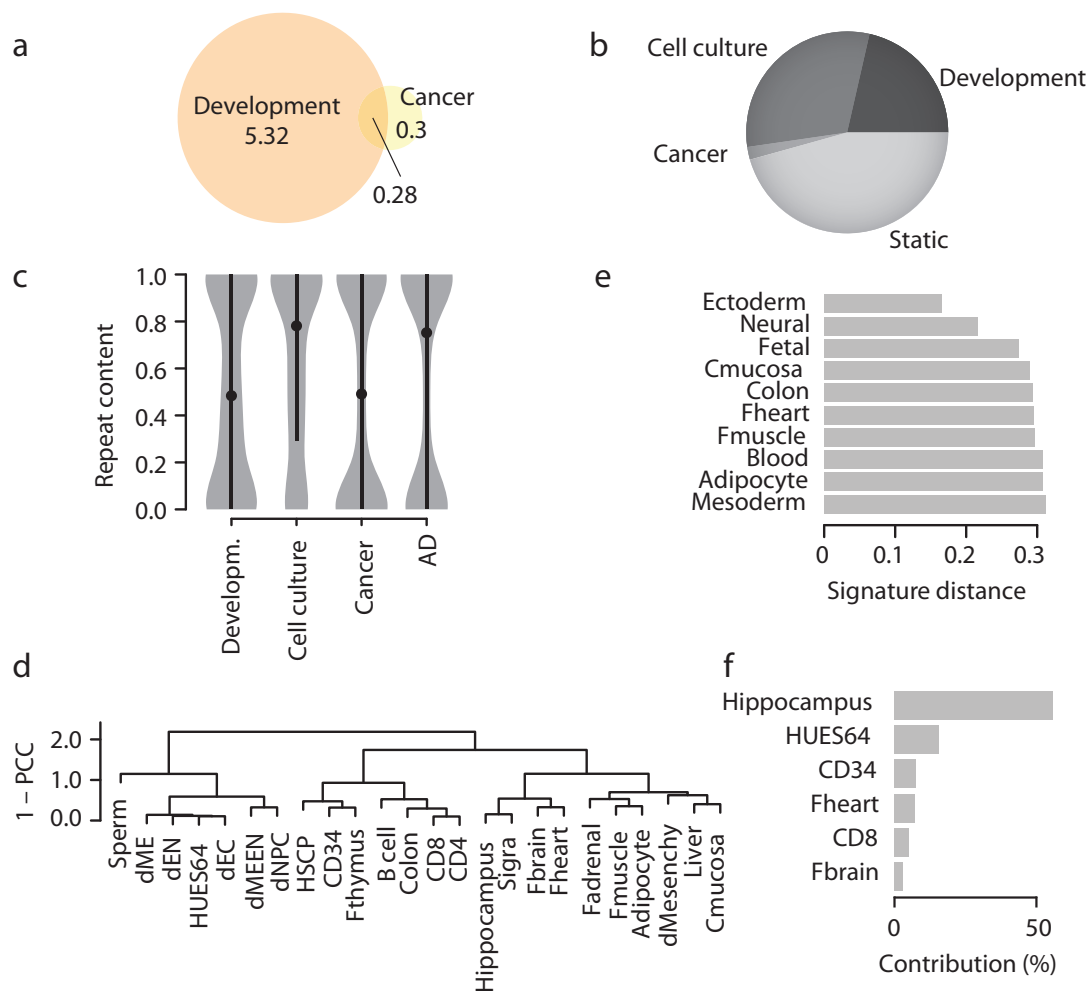 a
Development
5.32
Cancer
0.3
0.28
b
Cell culture
Development
Cancer
Static
c
Repeat content
1.0
0.8
0.6
0.4
0.2
0.0
Developm.
Cell culture
Cancer
AD
e
Ectoderm
Neural
Fetal
Cmucosa
Colon
Fheart
Fmuscle
Blood
Adipocyte
Mesoderm
0 0.1 0.2 0.3
Signature distance
d
1 – PCC
2.0
1.0
0.0
Sperm
dME
dEN
HUES64
dEC
dMEEN
dNPC
HSCP
CD34
Fthymus
B cell
Colon
CD8
CD4
Hippocampus
Sigra
Fbrain
Fheart
Fadrenal
Fmuscle
Adipocyte
dMesenchy
Liver
Cmucosa
f
Hippocampus
HUES64
CD34
Fheart
CD8
Fbrain
0 50
Contribution (%)